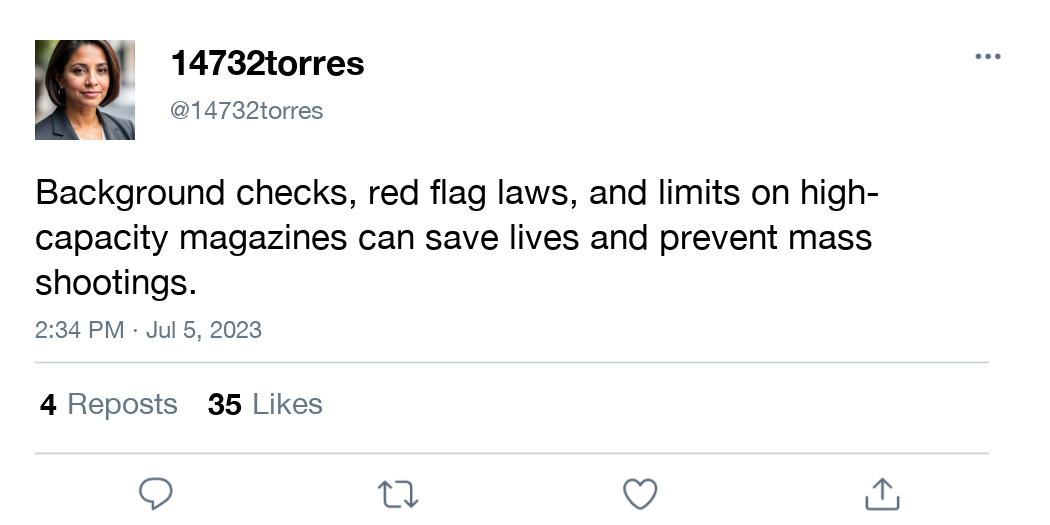 14732torres
@14732torres
Background checks, red flag laws, and limits on high-
capacity magazines can save lives and prevent mass
shootings.
2:34 PM · Jul 5, 2023
4 Reposts 35 Likes